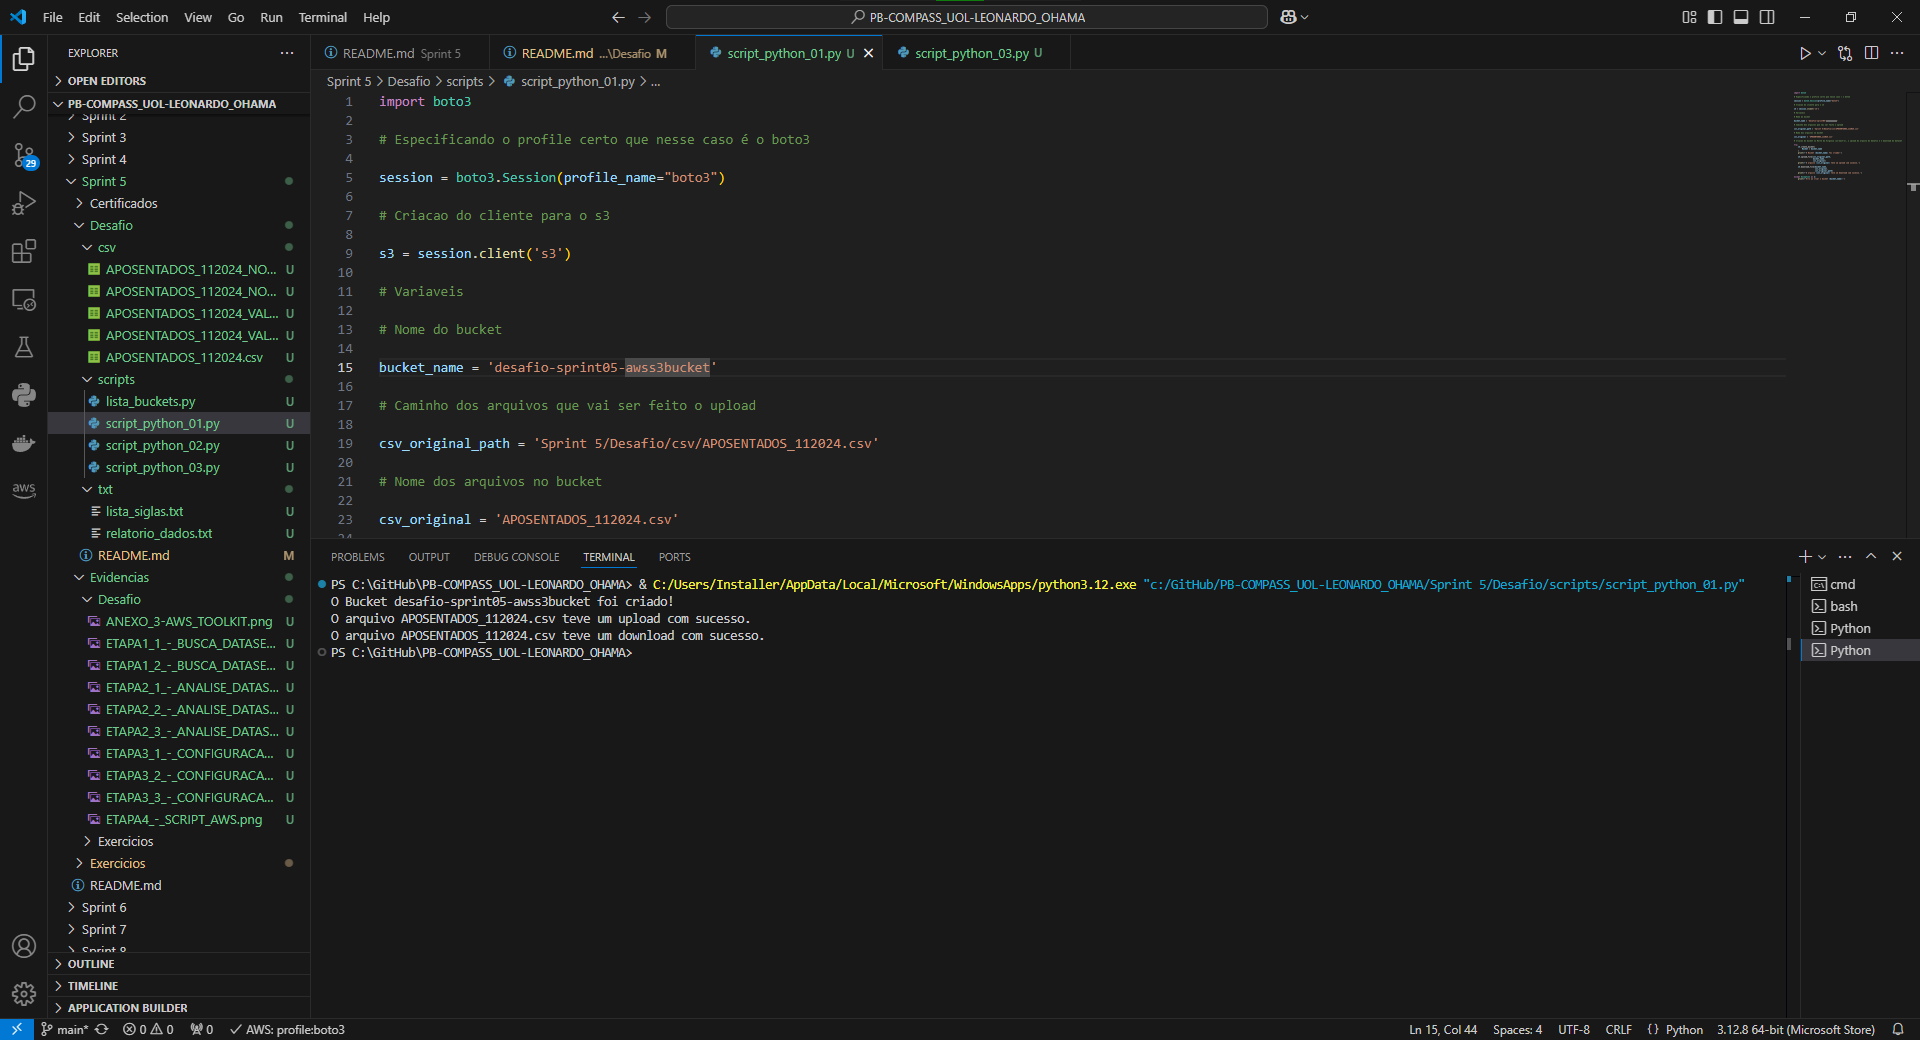 File Edit Selection View Go Run Terminal Help
PB-COMPASS_UOL-LEONARDO_OHAMA
EXPLORER
OPEN EDITORS
PB-COMPASS_UOL-LEONARDO_OHAMA
Sprint 2
Sprint 3
Sprint 4
Sprint 5
Certificados
Desafio
csv
APOSENTADOS_112024_NO... U
APOSENTADOS_112024_NO... U
APOSENTADOS_112024_VAL... U
APOSENTADOS_112024_VAL... U
APOSENTADOS_112024.csv U
scripts
lista_buckets.py U
script_python_01.py U
script_python_02.py U
script_python_03.py U
txt
lista_siglas.txt U
relatorio_dados.txt U
README.md M
Evidencias
Desafio
ANEXO_3-AWS_TOOLKIT.png U
ETAPA1_1_-_BUSCA_DATASE... U
ETAPA1_2_-_BUSCA_DATASE... U
ETAPA2_1_-_ANALISE_DATAS... U
ETAPA2_2_-_ANALISE_DATAS... U
ETAPA2_3_-_ANALISE_DATAS... U
ETAPA3_1_-_CONFIGURACA... U
ETAPA3_2_-_CONFIGURACA... U
ETAPA3_3_-_CONFIGURACA... U
ETAPA4_-_SCRIPT_AWS.png U
Exercicios
Exercicios
README.md
Sprint 6
Sprint 7
Sprint 8
OUTLINE
TIMELINE
APPLICATION BUILDER
29
aws
README.md Sprint 5
README.md ...\Desafio M
script_python_01.py U
script_python_03.py U
Sprint 5 > Desafio > scripts > script_python_01.py > ...
1 import boto3
2
3 # Especificando o profile certo que nesse caso é o boto3
4
5 session = boto3.Session(profile_name="boto3")
6
7 # Criacao do cliente para o s3
8
9 s3 = session.client('s3')
10
11 # Variaveis
12
13 # Nome do bucket
14
15 bucket_name = 'desafio-sprint05-awss3bucket'
16
17 # Caminho dos arquivos que vai ser feito o upload
18
19 csv_original_path = 'Sprint 5/Desafio/csv/APOSENTADOS_112024.csv'
20
21 # Nome dos arquivos no bucket
22
23 csv_original = 'APOSENTADOS_112024.csv'
24
PROBLEMS OUTPUT DEBUG CONSOLE TERMINAL PORTS
PS C:\GitHub\PB-COMPASS_UOL-LEONARDO_OHAMA> & C:/Users/Installer/AppData/Local/Microsoft/WindowsApps/python3.12.exe "c:/GitHub/PB-COMPASS_UOL-LEONARDO_OHAMA/Sprint 5/Desafio/scripts/script_python_01.py"
O Bucket desafio-sprint05-awss3bucket foi criado!
O arquivo APOSENTADOS_112024.csv teve um upload com sucesso.
O arquivo APOSENTADOS_112024.csv teve um download com sucesso.
PS C:\GitHub\PB-COMPASS_UOL-LEONARDO_OHAMA>
cmd
bash
Python
Python
main* 0 0 0 AWS: profile:boto3
Ln 15, Col 44 Spaces: 4 UTF-8 CRLF {} Python 3.12.8 64-bit (Microsoft Store)